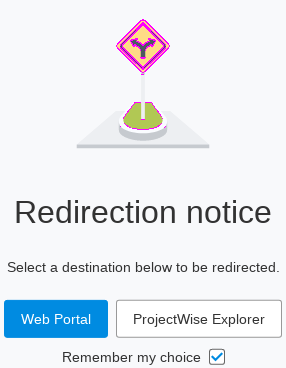 Redirection notice
Select a destination below to be redirected.
Web Portal
ProjectWise Explorer
Remember my choice